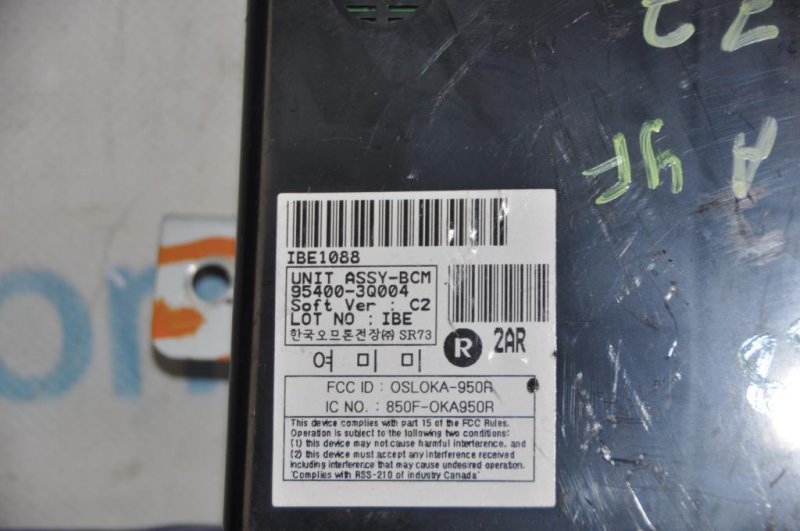 IBE1088
UNIT ASSY-BCM
95400-3Q004
Soft Ver : C2
LOT NO : IBE
한국오므론전장㈜ SR73
R 2AR
여 미 미
FCC ID : OSLOKA-950R
IC NO. : 850F-OKA950R
This device complies with part 15 of the FCC Rules.
Operation is subject to the following two conditions:
(1) this device may not cause harmful interference, and
(2) this device must accept any interference received
including interference that may cause undesired operation.
"Complies with RSS-210 of Industry Canada"
on